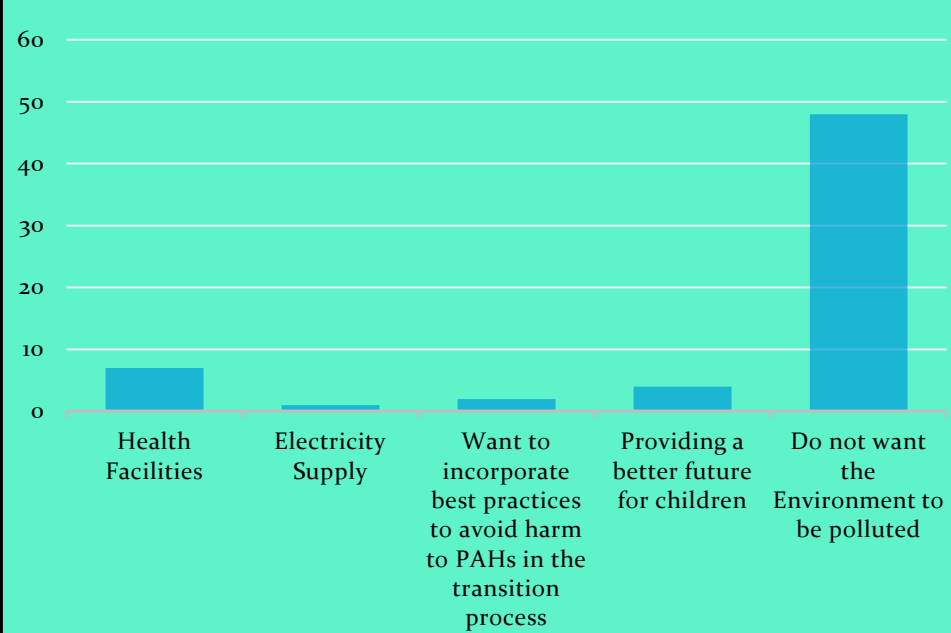 60
50
40
30
20
10
0
Health
Facilities
Electricity
Supply
Want to
incorporate
best practices
to avoid harm
to PAHs in the
transition
process
Providing a
better future
for children
Do not want
the
Environment to
be polluted